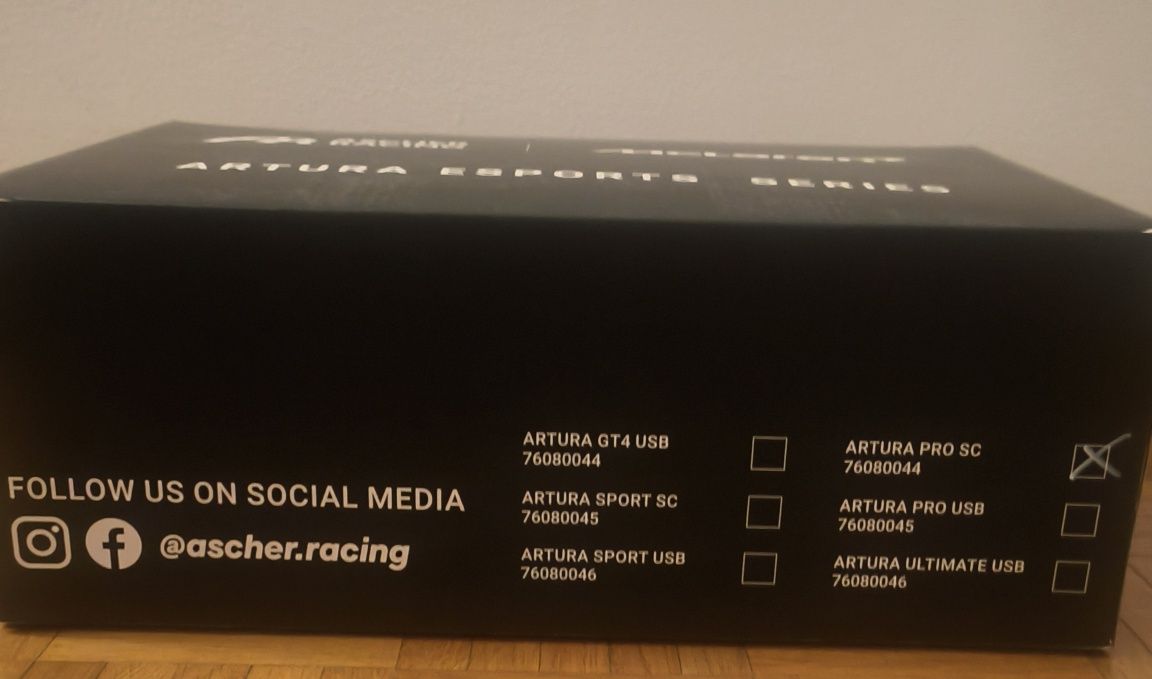 RACING
ARTURA ESPORTS SERIES
FOLLOW US ON SOCIAL MEDIA
@ascher.racing
ARTURA GT4 USB
76080044
ARTURA SPORT SC
76080045
ARTURA SPORT USB
76080046
ARTURA PRO SC
76080044
ARTURA PRO USB
76080045
ARTURA ULTIMATE USB
76080046